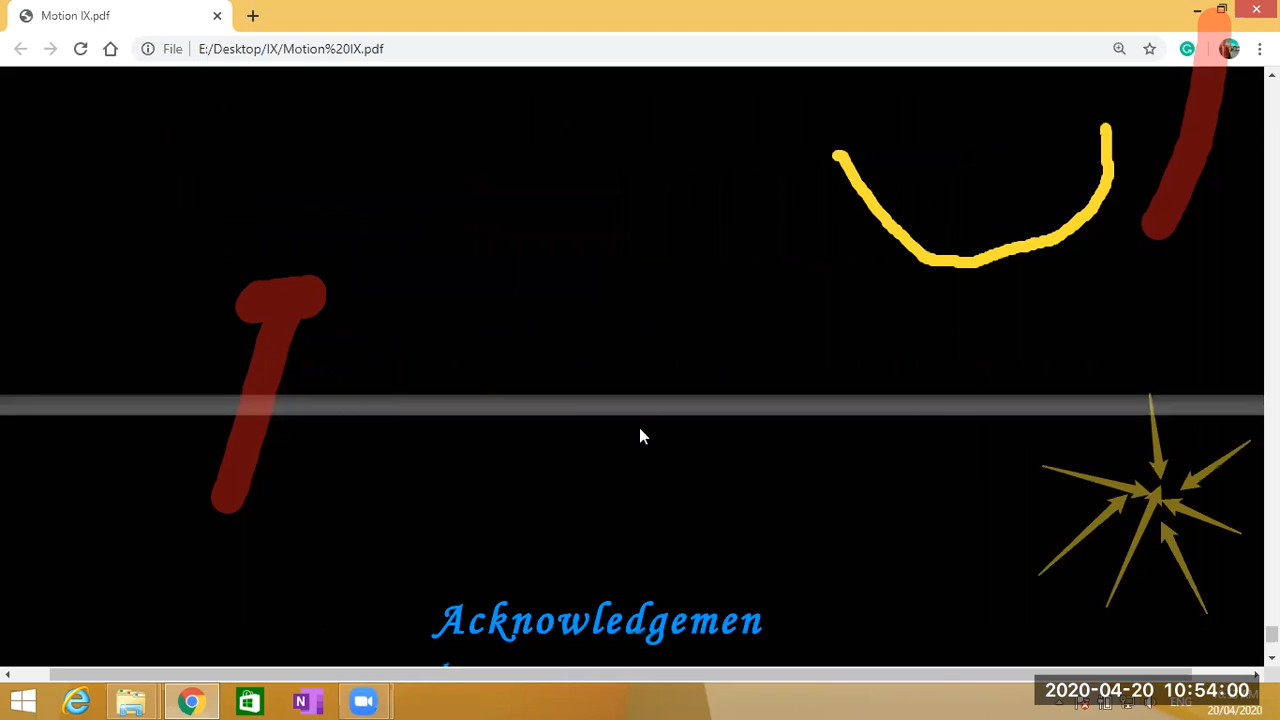 Motion IX.pdf
File
E:/Desktop/IX/Motion%20IX.pdf
Acknowledgemen
2020-04-20 10:54:00
ENG
20/04/2020